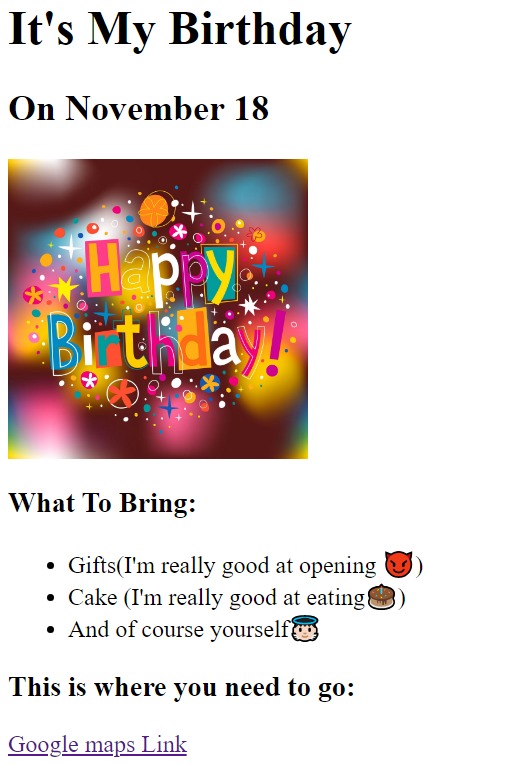 It's My Birthday
On November 18
Happy
Birthday!
What To Bring:
Gifts(I'm really good at opening 😈)
Cake (I'm really good at eating🎂)
And of course yourself😇
This is where you need to go:
Google maps Link